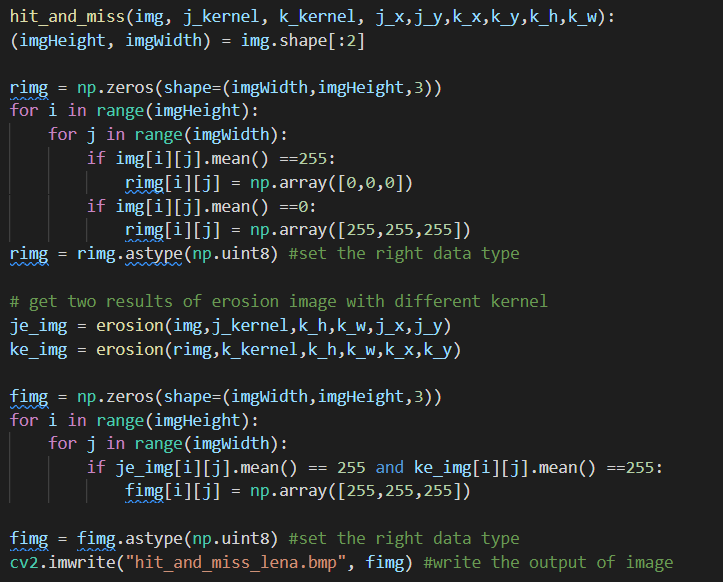 hit_and_miss(img, j_kernel, k_kernel, j_x,j_y,k_x,k_y,k_h,k_w):
(imgHeight, imgWidth) = img.shape[:2]

rimg = np.zeros(shape=(imgWidth,imgHeight,3))
for i in range(imgHeight):
    for j in range(imgWidth):
        if img[i][j].mean() ==255:
            rimg[i][j] = np.array([0,0,0])
        if img[i][j].mean() ==0:
            rimg[i][j] = np.array([255,255,255])
rimg = rimg.astype(np.uint8) #set the right data type

# get two results of erosion image with different kernel
je_img = erosion(img,j_kernel,k_h,k_w,j_x,j_y)
ke_img = erosion(rimg,k_kernel,k_h,k_w,k_x,k_y)

fimg = np.zeros(shape=(imgWidth,imgHeight,3))
for i in range(imgHeight):
    for j in range(imgWidth):
        if je_img[i][j].mean() == 255 and ke_img[i][j].mean() ==255:
            fimg[i][j] = np.array([255,255,255])

fimg = fimg.astype(np.uint8) #set the right data type
cv2.imwrite("hit_and_miss_lena.bmp", fimg) #write the output of image